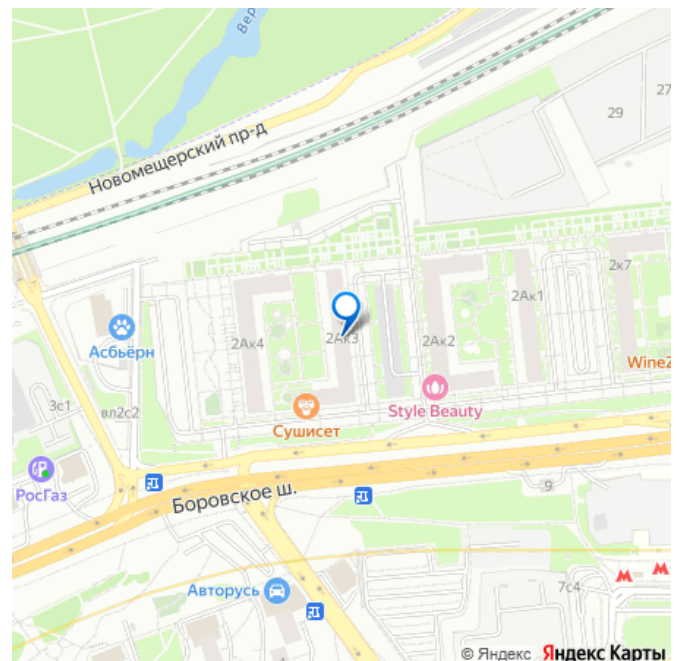 Вер
Новомещерский пр-д
27
29
2к7
2Ак1
2Ак3
2Ак4
2Ак2
Асбьёрн
WineZ
Style Beauty
3с1
вл2с2
Сушисет
РосГаз
Боровское ш.
9
7с4
Авторусь
© Яндекс Яндекс Карты